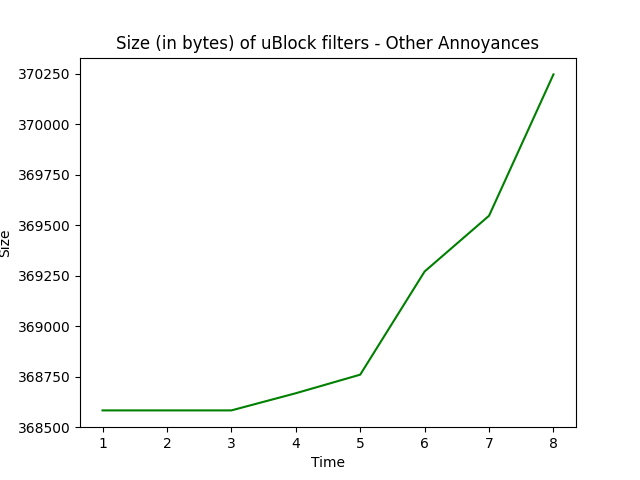 Size (in bytes) of uBlock filters - Other Annoyances
370250
370000
369750
369500
369250
369000
368750
368500
Size
1 2 3 4 5 6 7 8
Time